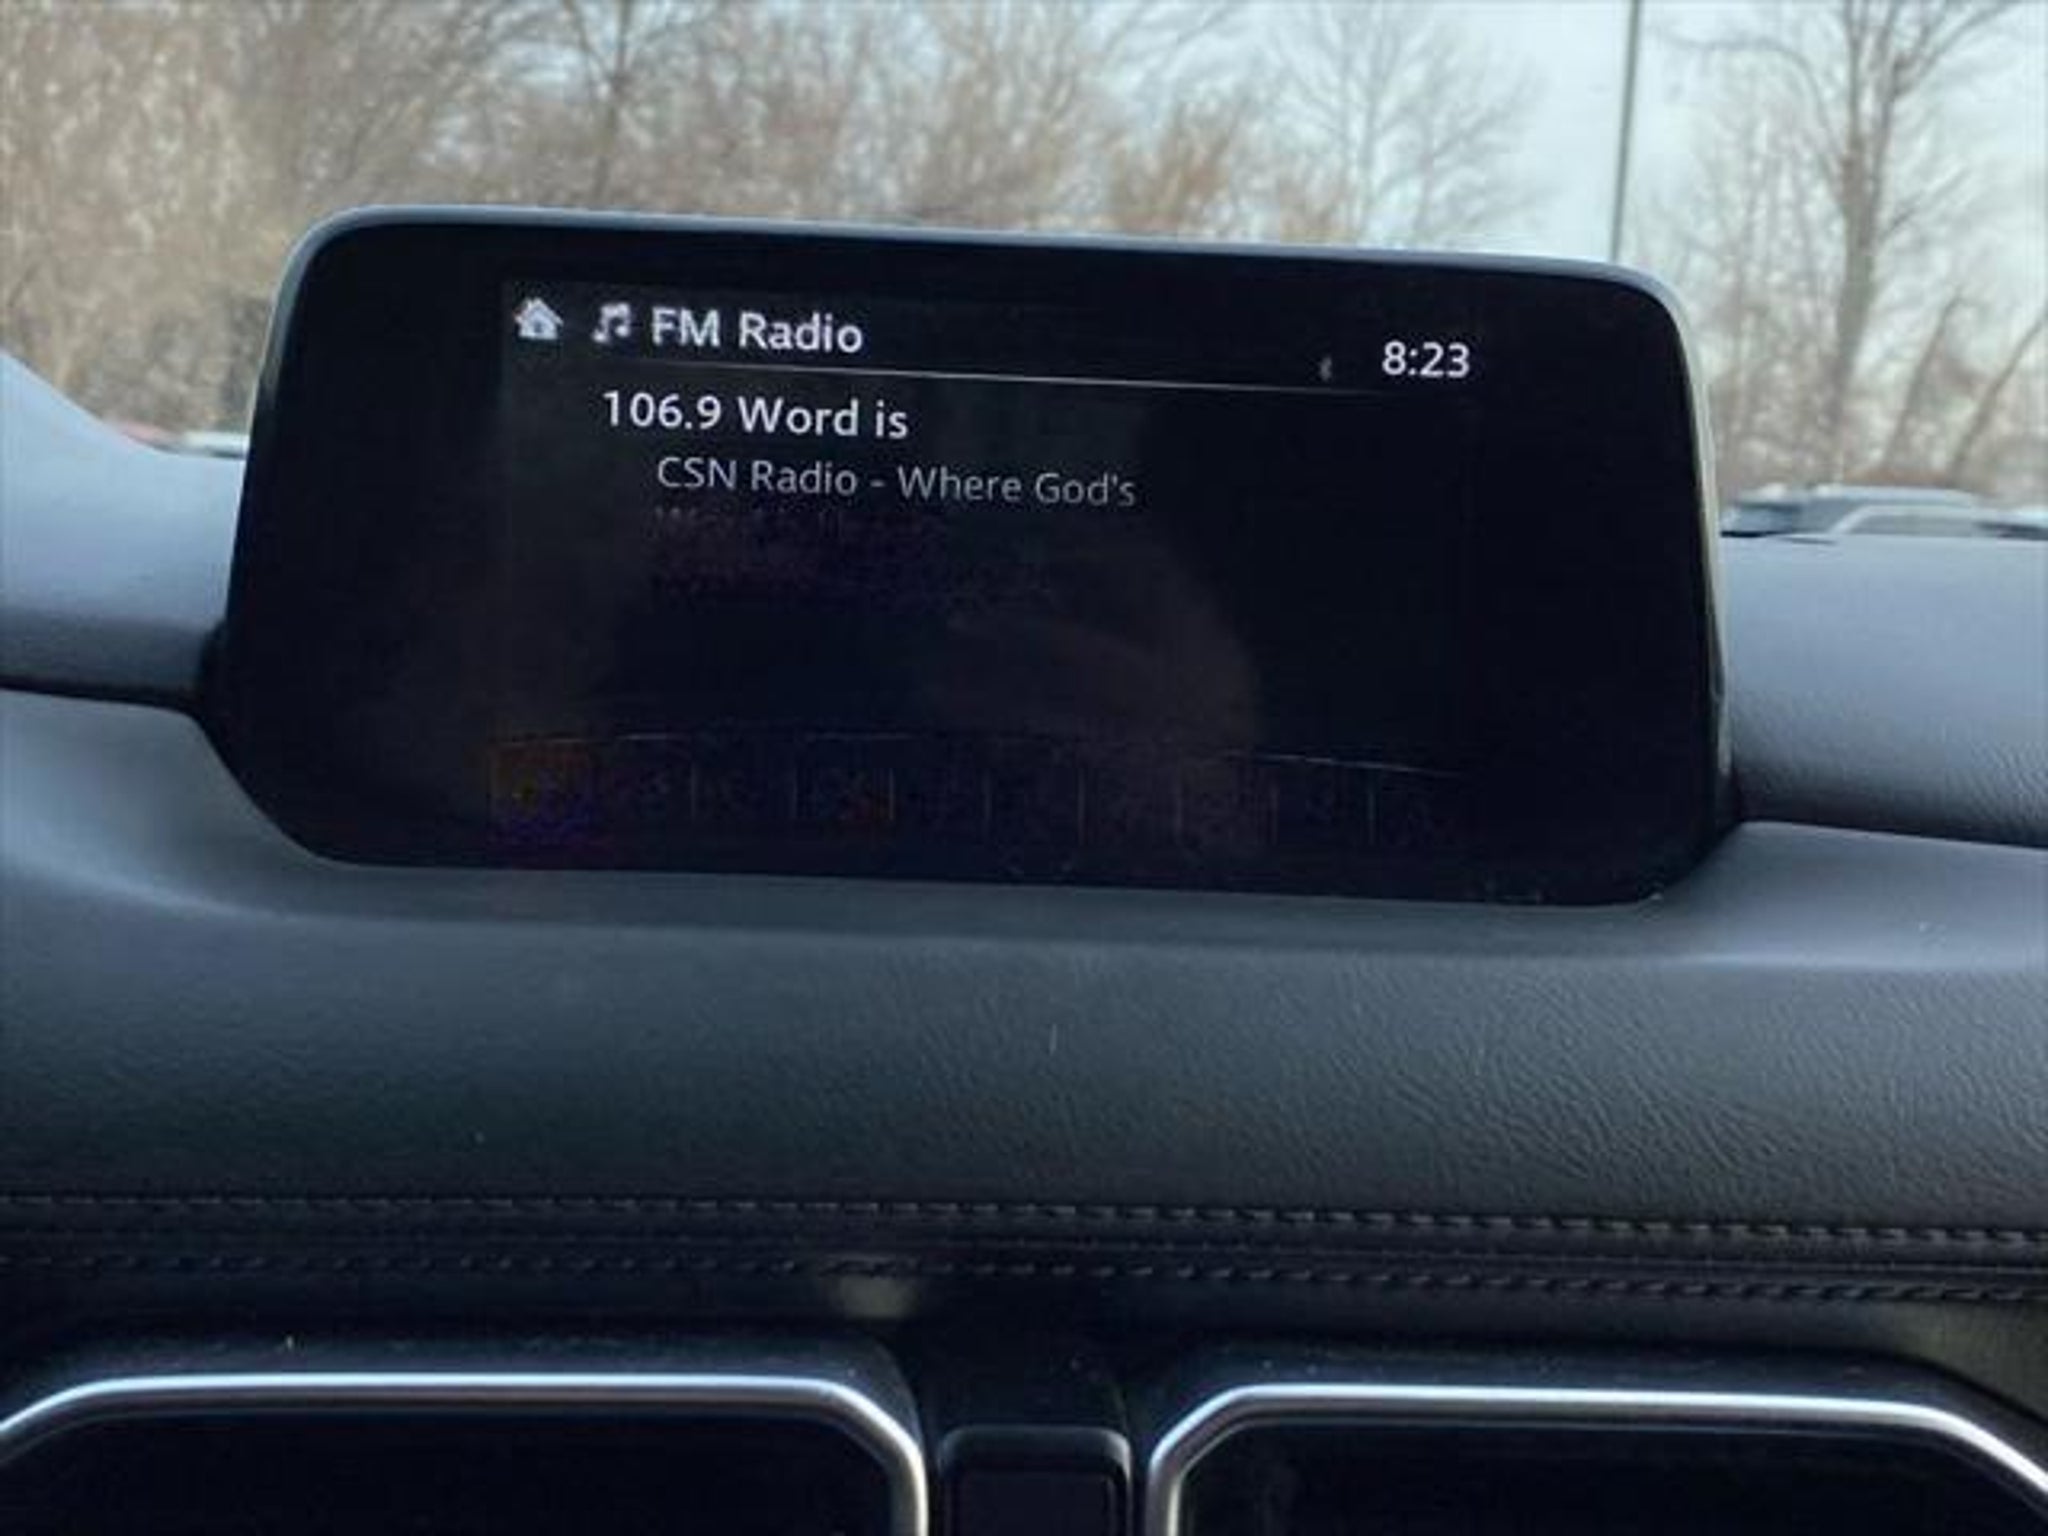 FM Radio
8:23
106.9 Word is
CSN Radio - Where God's